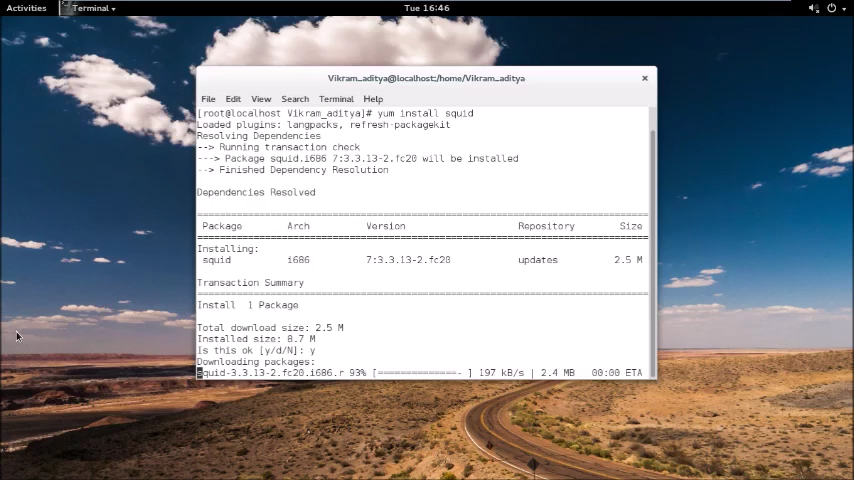 Activities Terminal Tue 16:46
Vikram_aditya@localhost:/home/Vikram_aditya
File Edit View Search Terminal Help
[root@localhost Vikram_aditya]# yum install squid
Loaded plugins: langpacks, refresh-packagekit
Resolving Dependencies
--> Running transaction check
---> Package squid.i686 7:3.3.13-2.fc20 will be installed
--> Finished Dependency Resolution
Dependencies Resolved
================================================================================
Package Arch Version Repository Size
================================================================================
Installing:
squid i686 7:3.3.13-2.fc20 updates 2.5 M
Transaction Summary
================================================================================
Install 1 Package
Total download size: 2.5 M
Installed size: 8.7 M
Is this ok [y/d/N]: y
Downloading packages:
squid-3.3.13-2.fc20.i686.r 93% [==============- ] 197 kB/s | 2.4 MB 00:00 ETA